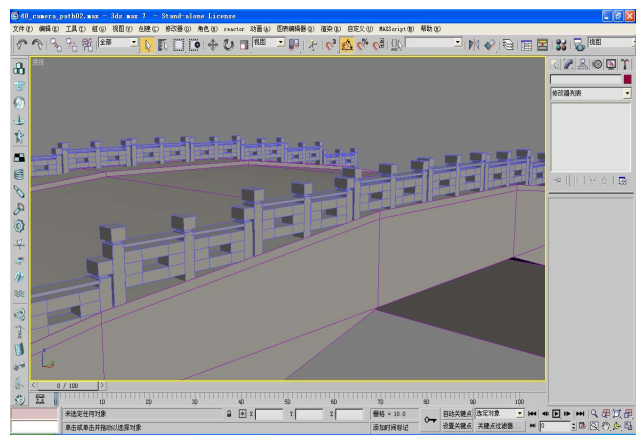 40_camera_path02.max - 3ds max 7 - Stand-alone License
文件(F) 编辑(E) 工具(T) 组(G) 视图(V) 创建(C) 修改器(O) 角色(H) reactor 动画(A) 图表编辑器(D) 渲染(R) 自定义(U) MAXScript(M) 帮助(H)
全部 视图 视图
透视
修改器列表
0 / 100
0 10 20 30 40 50 60 70 80 90 100
未选定任何对象 X: Y: Z: 栅格 = 10.0 自动关键点 选定对象
单击或单击并拖动以选择对象 添加时间标记 设置关键点 关键点过滤器... 0